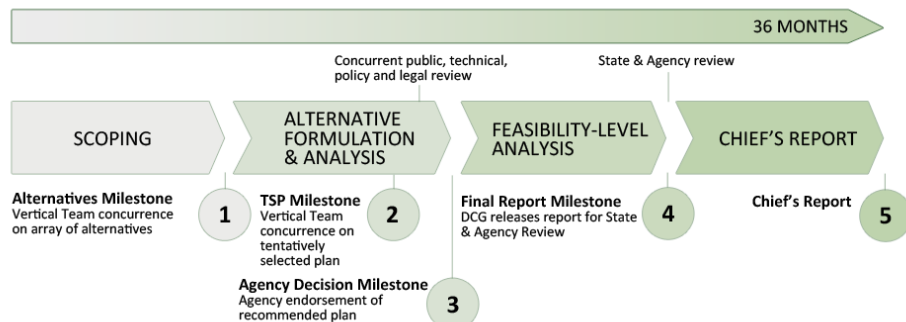 36 MONTHS
Concurrent public, technical,
policy and legal review
State & Agency review
SCOPING
ALTERNATIVE
FORMULATION
& ANALYSIS
FEASIBILITY-LEVEL
ANALYSIS
CHIEF'S REPORT
Alternatives Milestone
Vertical Team concurrence
on array of alternatives
1
TSP Milestone
Vertical Team
concurrence on
tentatively
selected plan
2
Agency Decision Milestone
Agency endorsement of
recommended plan
3
Final Report Milestone
DCG releases report for State
& Agency Review
4
Chief's Report
5